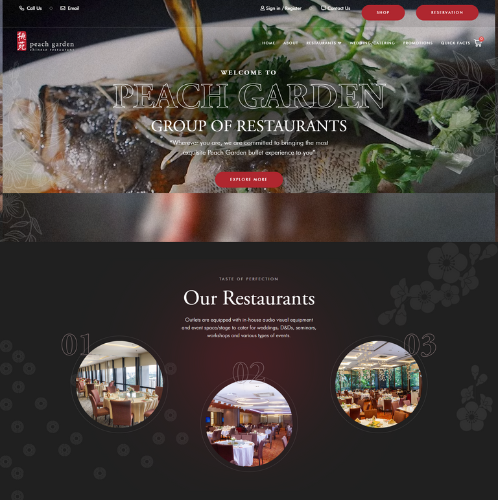 Call Us
Email
Sign in / Register
Contact Us
SHOP
RESERVATION
桃苑
peach garden
chinese restaurant
HOME
ABOUT
RESTAURANTS
WEDDING / CATERING
PROMOTIONS
QUICK FACTS
WELCOME TO
PEACH GARDEN
GROUP OF RESTAURANTS
"Wherever you are, we are committed to bringing the most
exquisite Peach Garden buffet experience to you"
EXPLORE MORE
TASTE OF PERFECTION
Our Restaurants
Outlets are equipped with in-house audio visual equipment
and event space/stage to cater for weddings, D&Ds, seminars,
workshops and various types of events
01
02
03